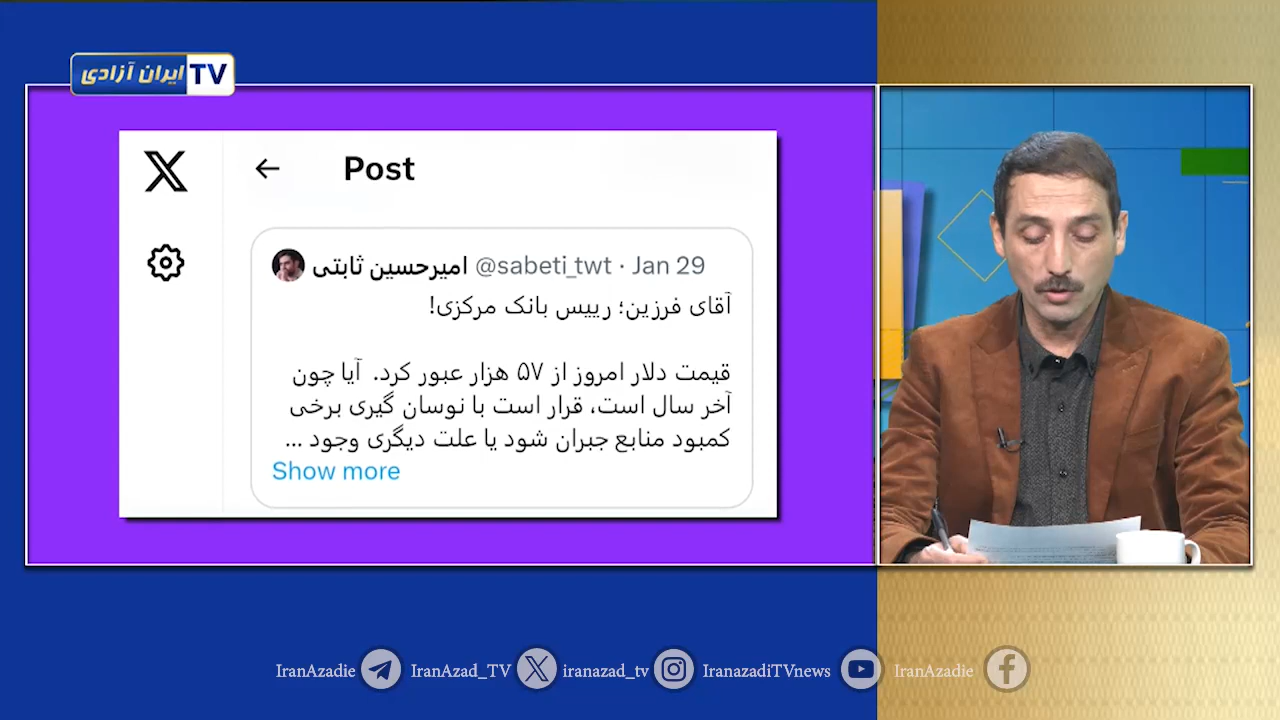 ایران آزادی TV
Post
امیرحسین ثابتی @sabeti_twt · Jan 29
آقای فرزین؛ رییس بانک مرکزی!
قیمت دلار امروز از ۵۷ هزار عبور کرد. آیا چون
آخر سال است، قرار است با نوسان گیری برخی
کمبود منابع جبران شود یا علت دیگری وجود ...
Show more
IranAzadie IranAzad_TV iranazad_tv IranazadiTVnews IranAzadie